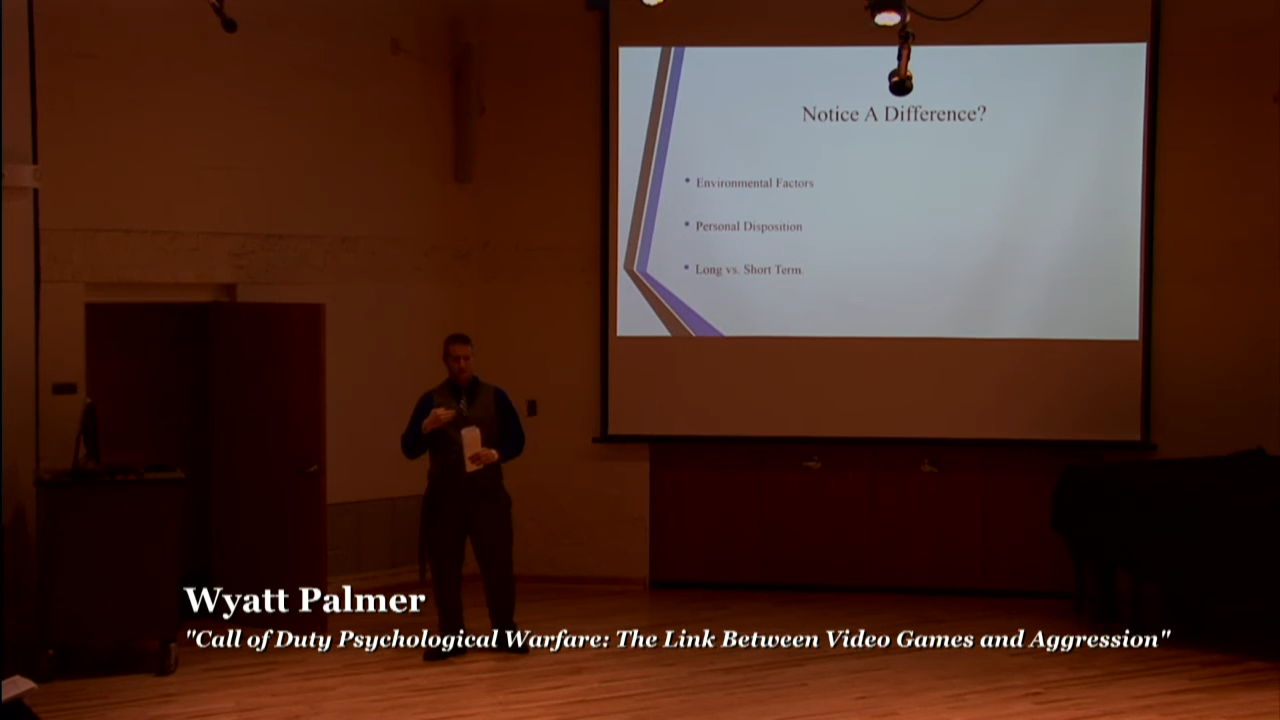 Notice A Difference?
• Environmental Factors
• Personal Disposition
• Long vs. Short Term.
Wyatt Palmer
"Call of Duty Psychological Warfare: The Link Between Video Games and Aggression"